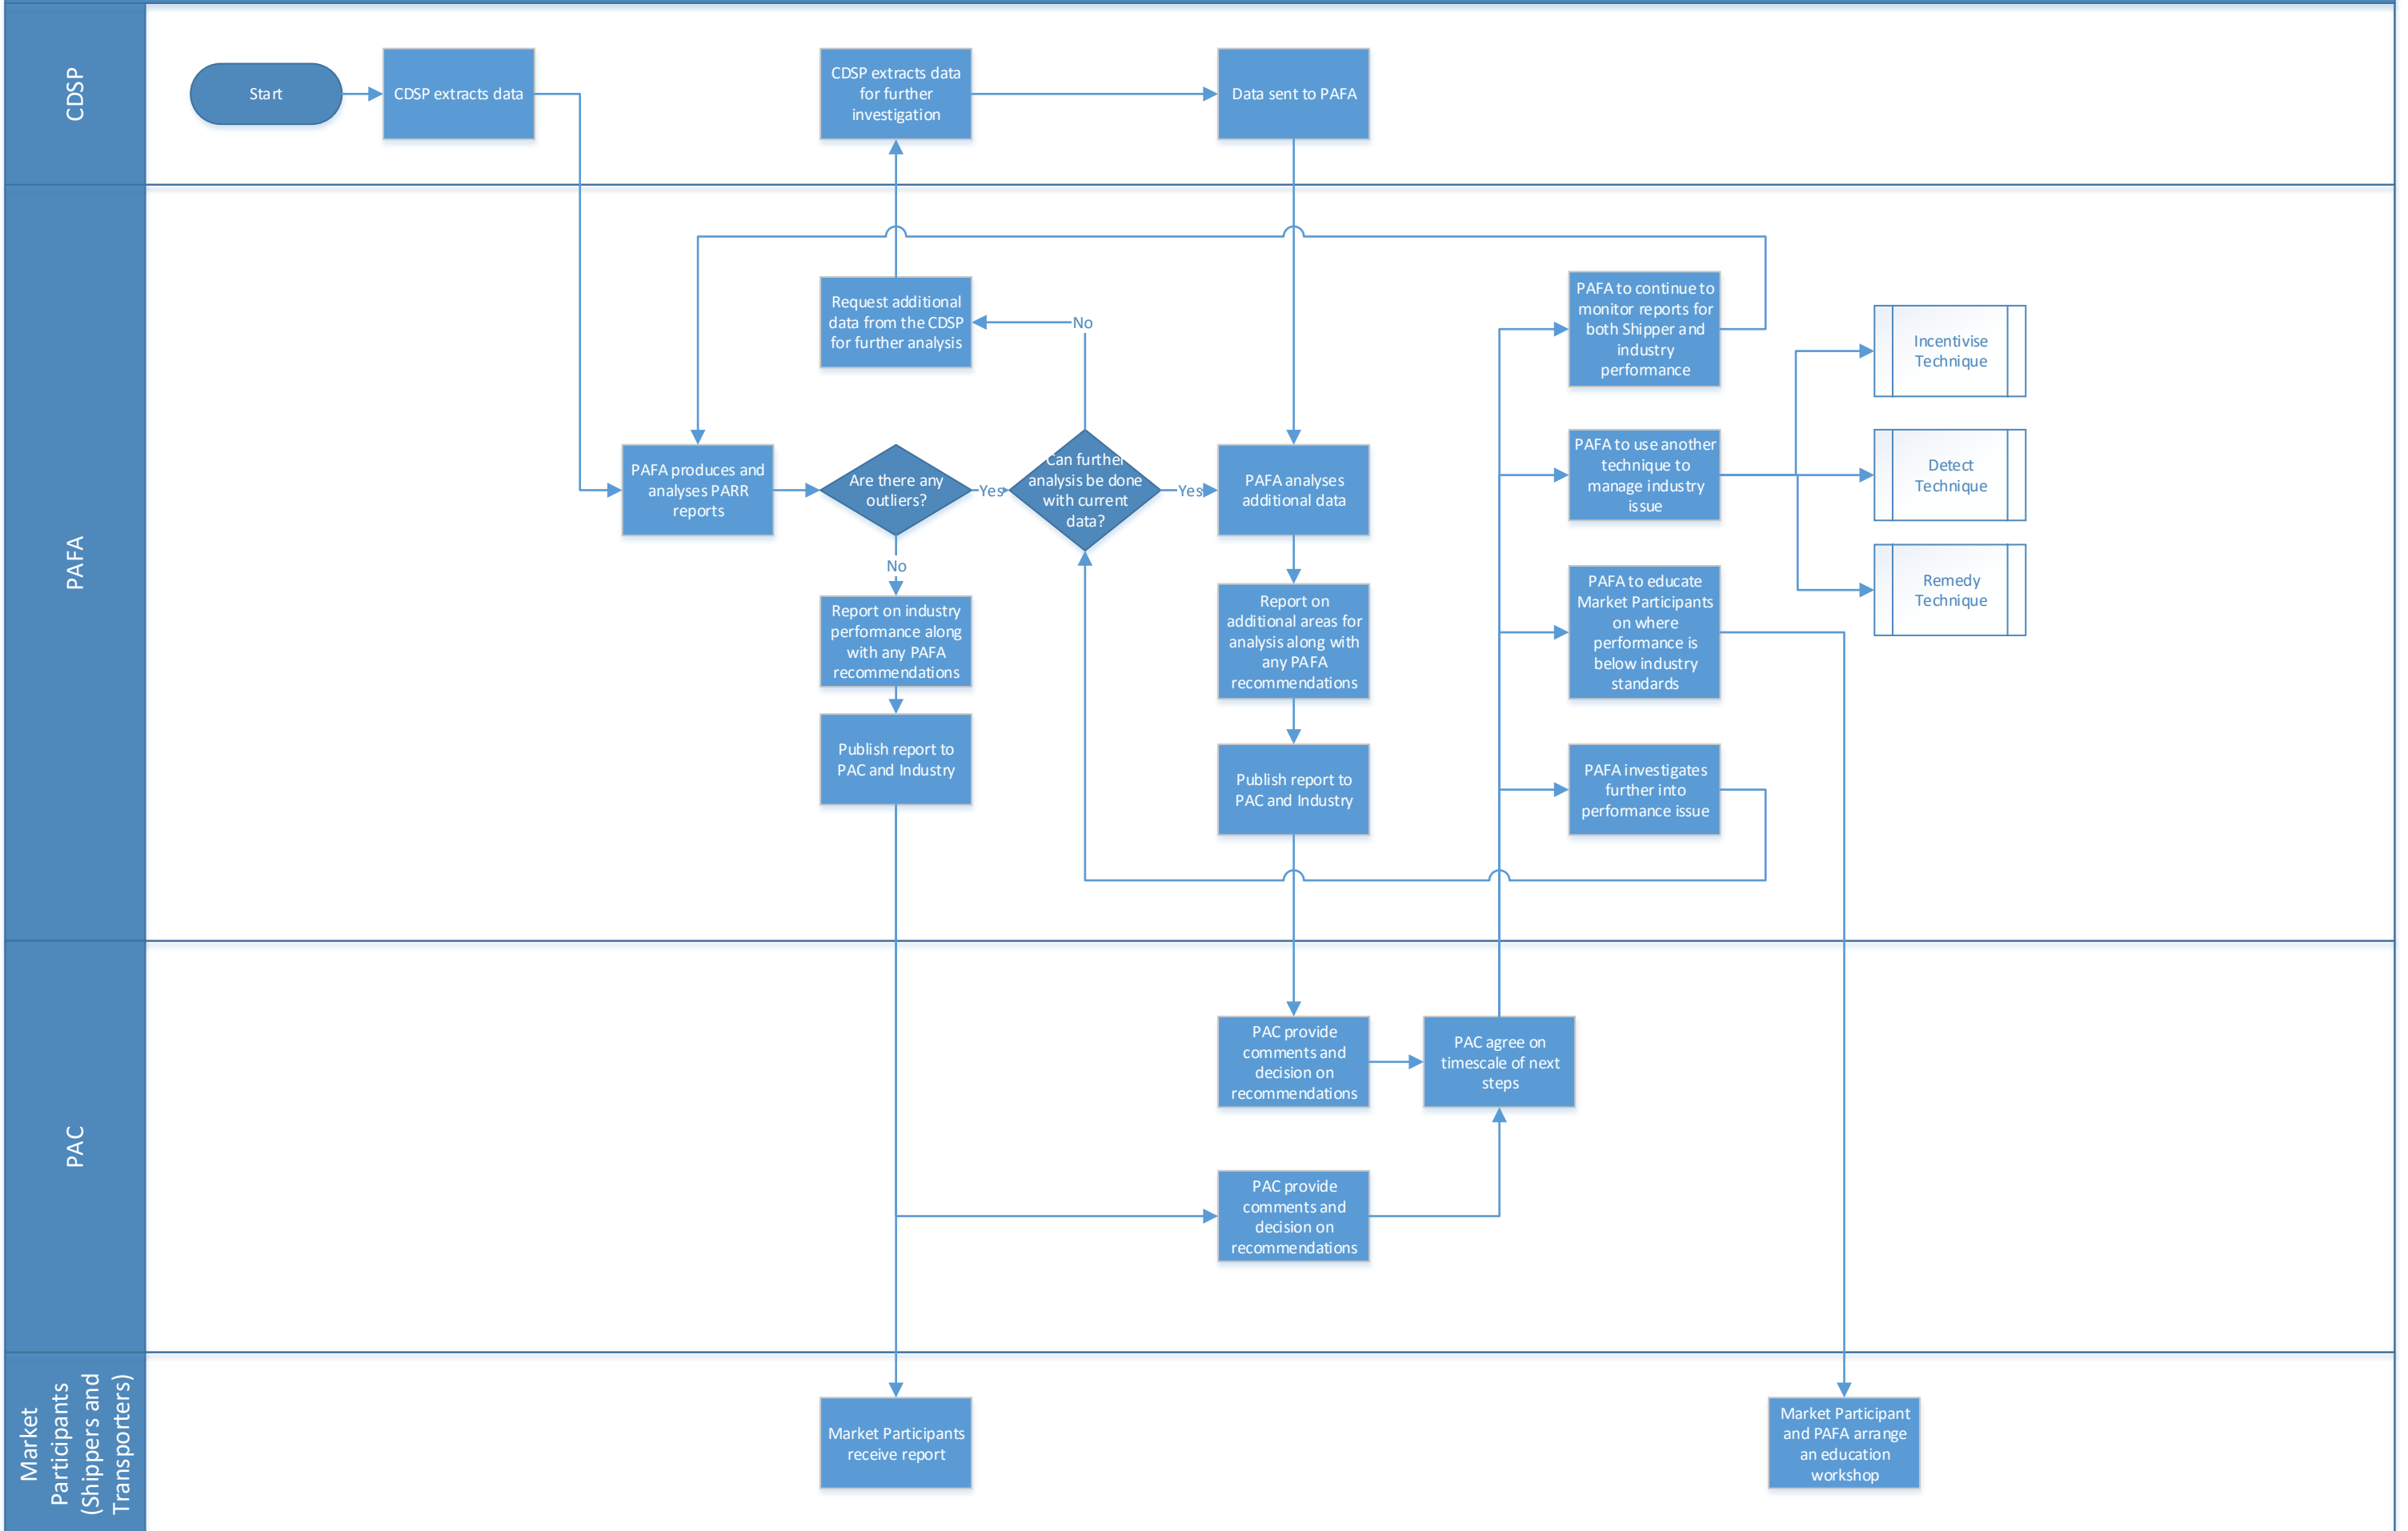 CDSP
Start
CDSP extracts data
CDSP extracts data
for further
investigation
Data sent to PAFA
PAFA
Request additional
data from the CDSP
for further analysis
No
PAFA produces and
analyses PARR
reports
Are there any
outliers?
Yes
Can further
analysis be done
with current
data?
Yes
PAFA analyses
additional data
No
Report on industry
performance along
with any PAFA
recommendations
Publish report to
PAC and Industry
Report on
additional areas for
analysis along with
any PAFA
recommendations
Publish report to
PAC and Industry
PAFA to continue to
monitor reports for
both Shipper and
industry
performance
PAFA to use another
technique to
manage industry
issue
PAFA to educate
Market Participants
on where
performance is
below industry
standards
PAFA investigates
further into
performance issue
Incentivise
Technique
Detect
Technique
Remedy
Technique
PAC
PAC provide
comments and
decision on
recommendations
PAC agree on
timescale of next
steps
PAC provide
comments and
decision on
recommendations
Market
Participants
(Shippers and
Transporters)
Market Participants
receive report
Market Participant
and PAFA arrange
an education
workshop